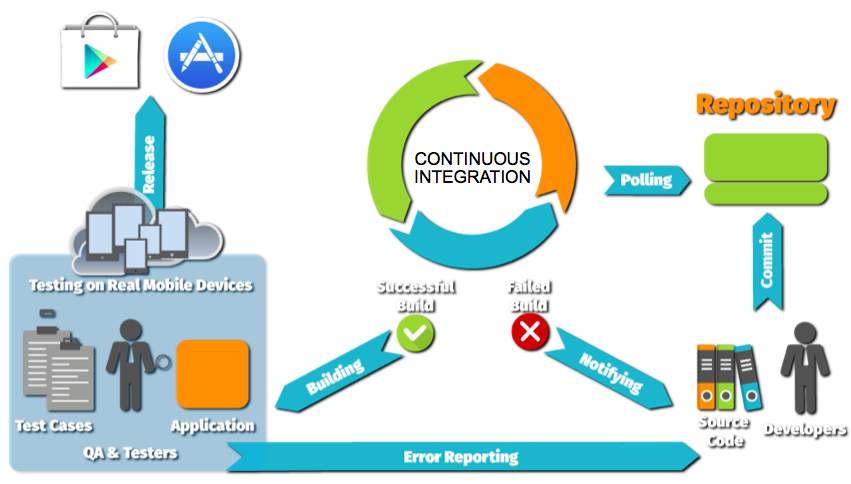 Repository
CONTINUOUS
INTEGRATION
Release
Polling
Commit
Testing on Real Mobile Devices
Successful
Build
Failed
Build
Building
Notifying
Test Cases
Application
QA & Testers
Source
Code
Developers
Error Reporting